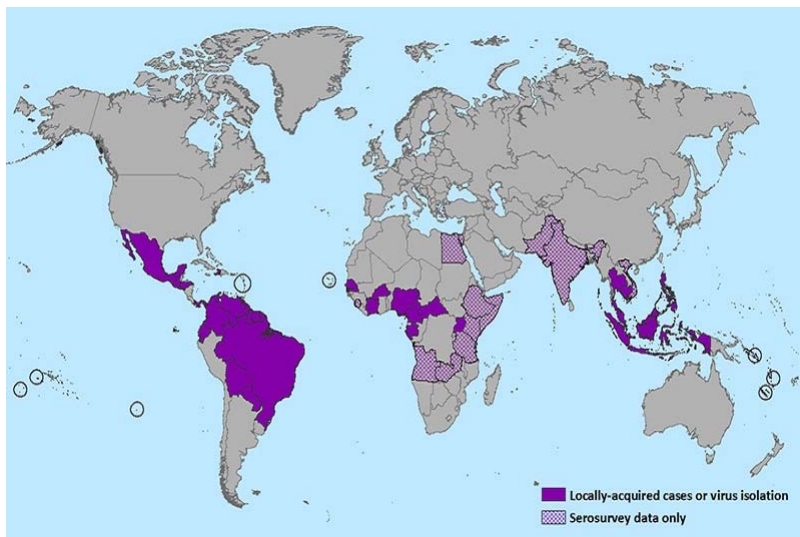 Locally-acquired cases or virus isolation
Serosurvey data only